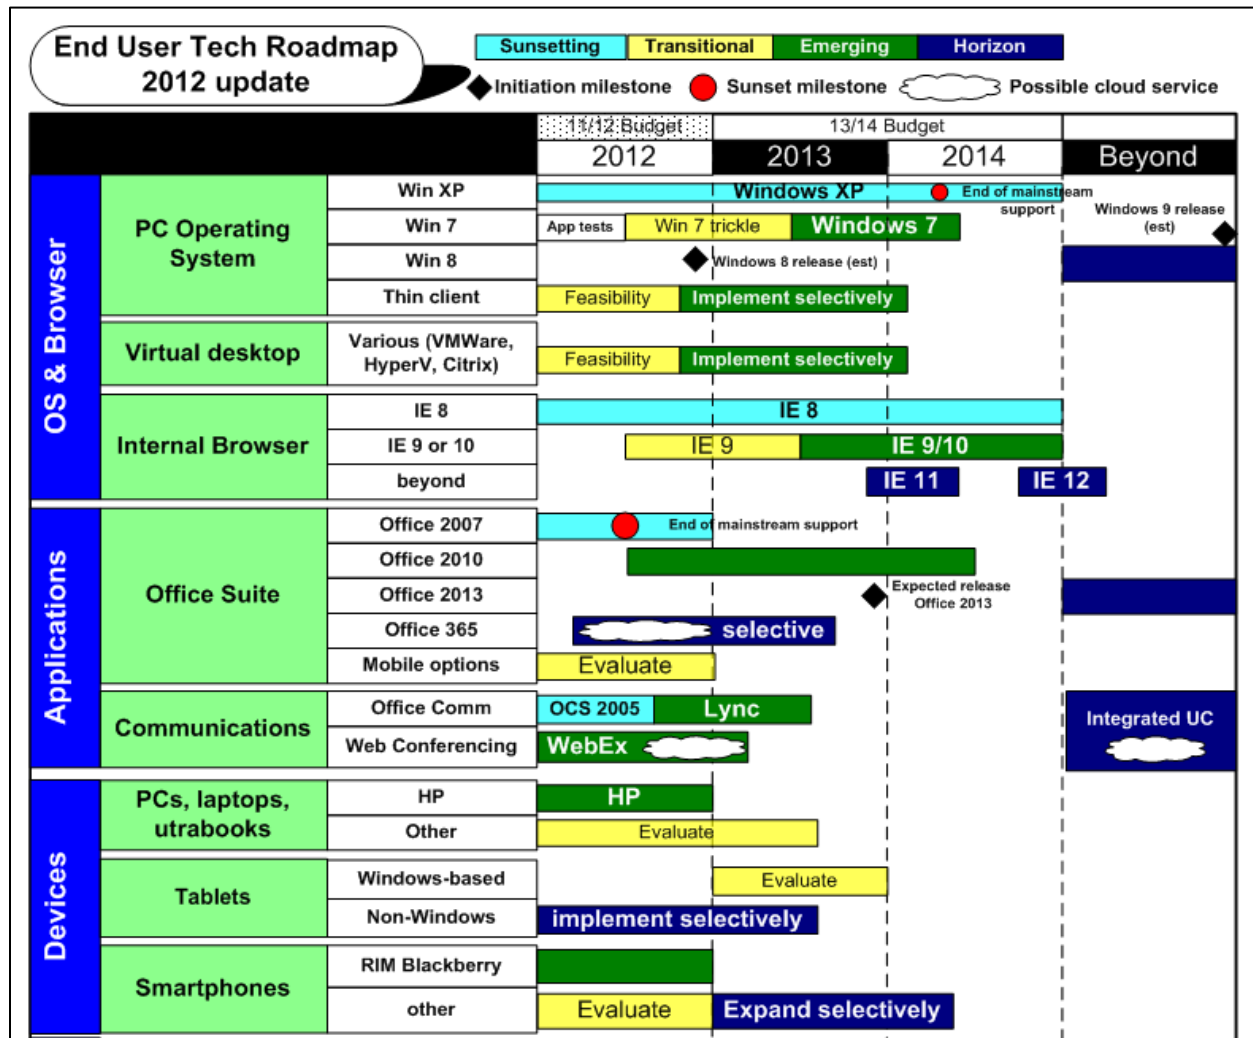 End User Tech Roadmap
2012 update
Sunsetting
Transitional
Emerging
Horizon
Initiation milestone
Sunset milestone
Possible cloud service
11/12 Budget
13/14 Budget
2012
2013
2014
Beyond
OS & Browser
PC Operating
System
Win XP
Windows XP
End of mainstream
support
Win 7
App tests
Win 7 trickle
Windows 7
Windows 9 release
(est)
Win 8
Windows 8 release (est)
Thin client
Feasibility
Implement selectively
Virtual desktop
Various (VMWare,
HyperV, Citrix)
Feasibility
Implement selectively
Internal Browser
IE 8
IE 8
IE 9 or 10
IE 9
IE 9/10
beyond
IE 11
IE 12
Applications
Office Suite
Office 2007
End of mainstream support
Office 2010
Office 2013
Expected release
Office 2013
Office 365
selective
Mobile options
Evaluate
Communications
Office Comm
OCS 2005
Lync
Integrated UC
Web Conferencing
WebEx
Devices
PCs, laptops,
utrabooks
HP
HP
Other
Evaluate
Tablets
Windows-based
Evaluate
Non-Windows
implement selectively
Smartphones
RIM Blackberry
other
Evaluate
Expand selectively